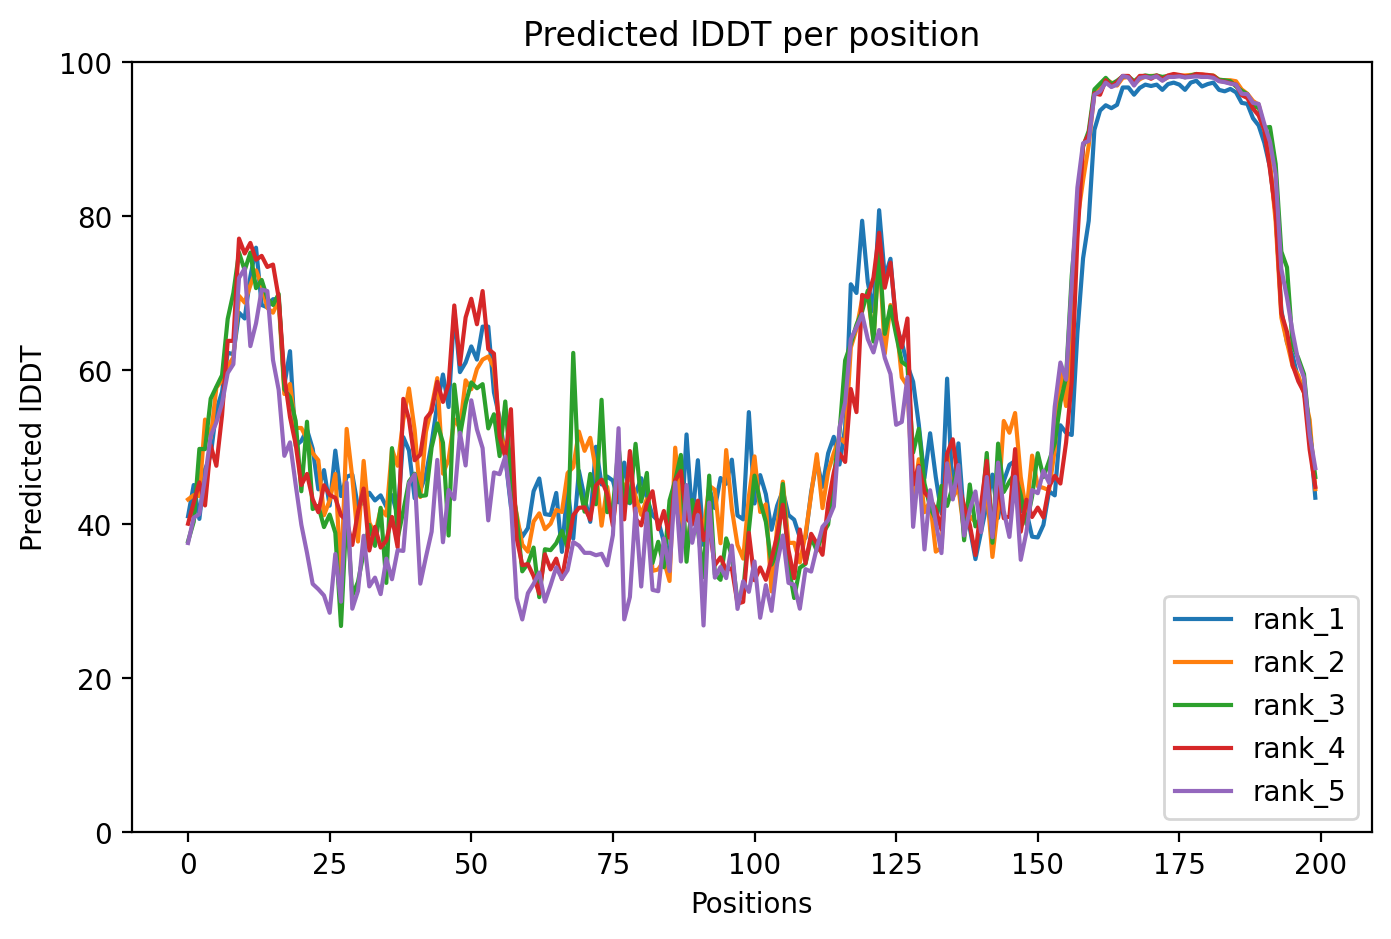 Predicted lDDT per position
Predicted lDDT
100
80
60
40
20
0
0 25 50 75 100 125 150 175 200
Positions
rank_1
rank_2
rank_3
rank_4
rank_5